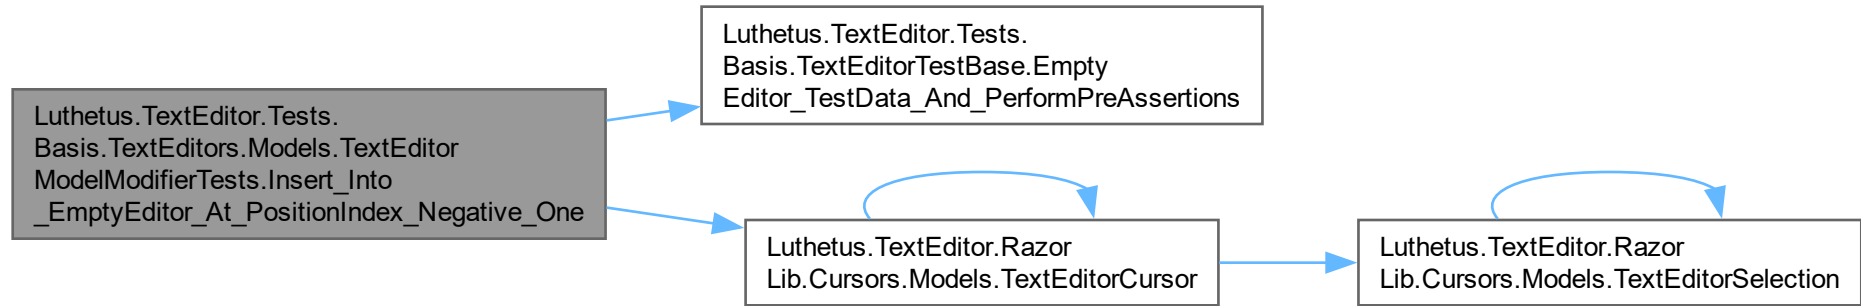 Luthetus.TextEditor.Tests.
Basis.TextEditors.Models.TextEditor
ModelModifierTests.Insert_Into
_EmptyEditor_At_PositionIndex_Negative_One
Luthetus.TextEditor.Tests.
Basis.TextEditorTestBase.Empty
Editor_TestData_And_PerformPreAssertions
Luthetus.TextEditor.Razor
Lib.Cursors.Models.TextEditorCursor
Luthetus.TextEditor.Razor
Lib.Cursors.Models.TextEditorSelection